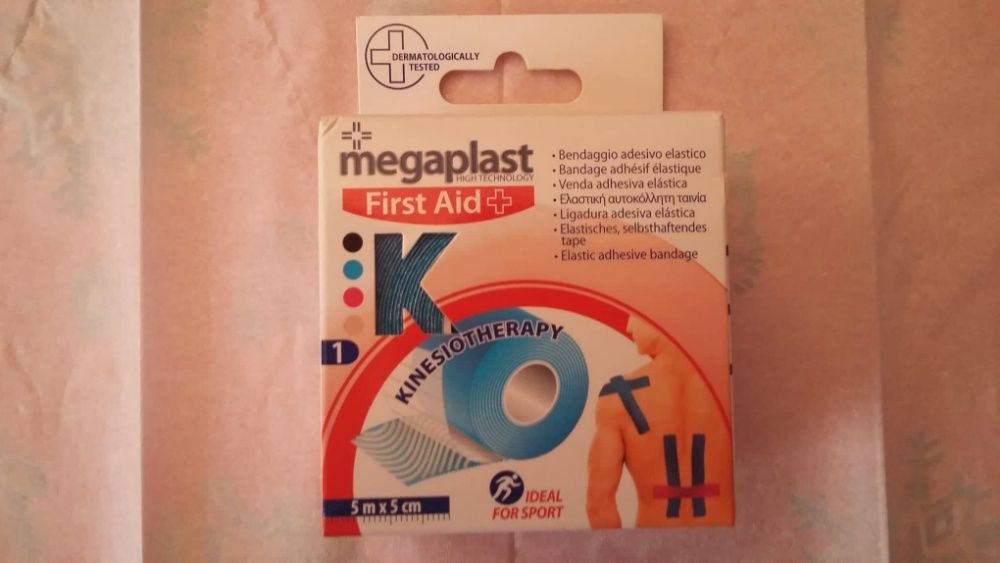 DERMATOLOGICALLY
TESTED
megaplast
HIGH TECHNOLOGY
First Aid
• Bendaggio adesivo elastico
• Bandage adhésif élastique
• Venda adhesiva elástica
• Ελαστική αυτοκόλλητη ταινία
• Ligadura adesiva elástica
• Elastisches, selbsthaftendes
tape
• Elastic adhesive bandage
K
KINESIOTHERAPY
1
5 m x 5 cm
IDEAL
FOR SPORT